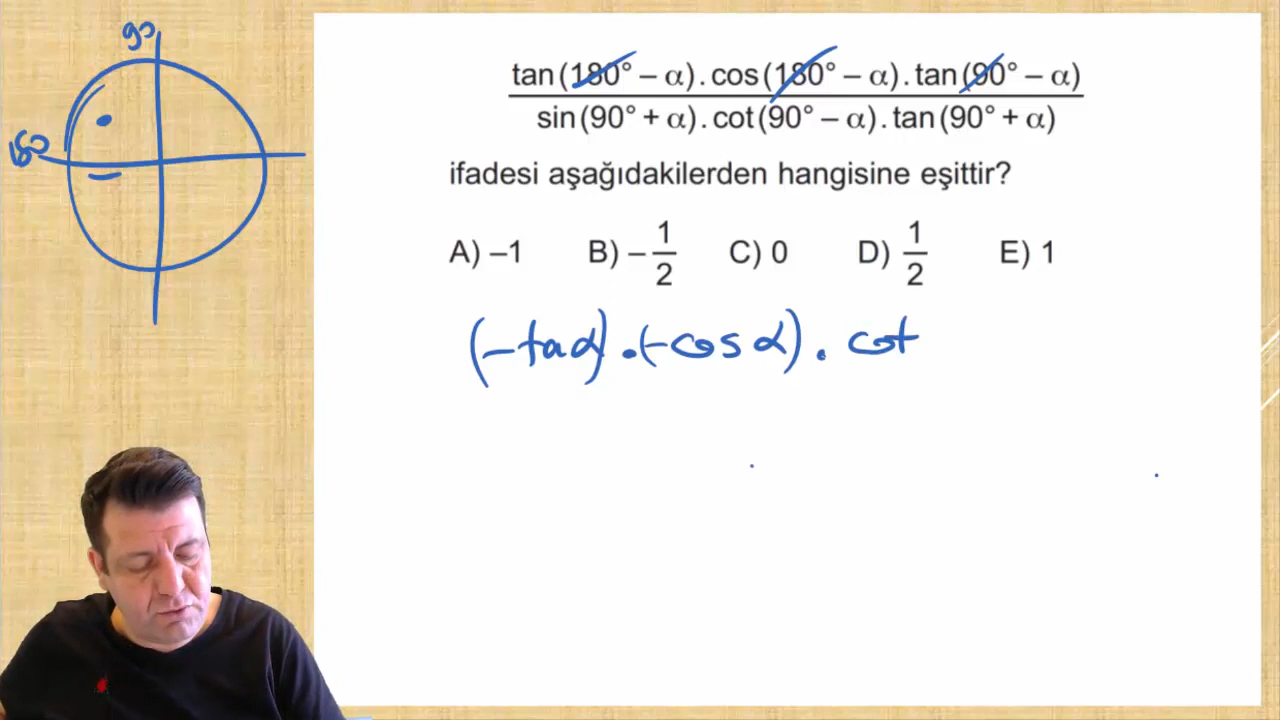 90
180
tan(180° – α) . cos(180° – α) . tan(90° – α)
sin(90° + α) . cot(90° – α) . tan(90° + α)
ifadesi aşağıdakilerden hangisine eşittir?
A) –1 B) –1/2 C) 0 D) 1/2 E) 1
(-tanα).(-cosα). cot